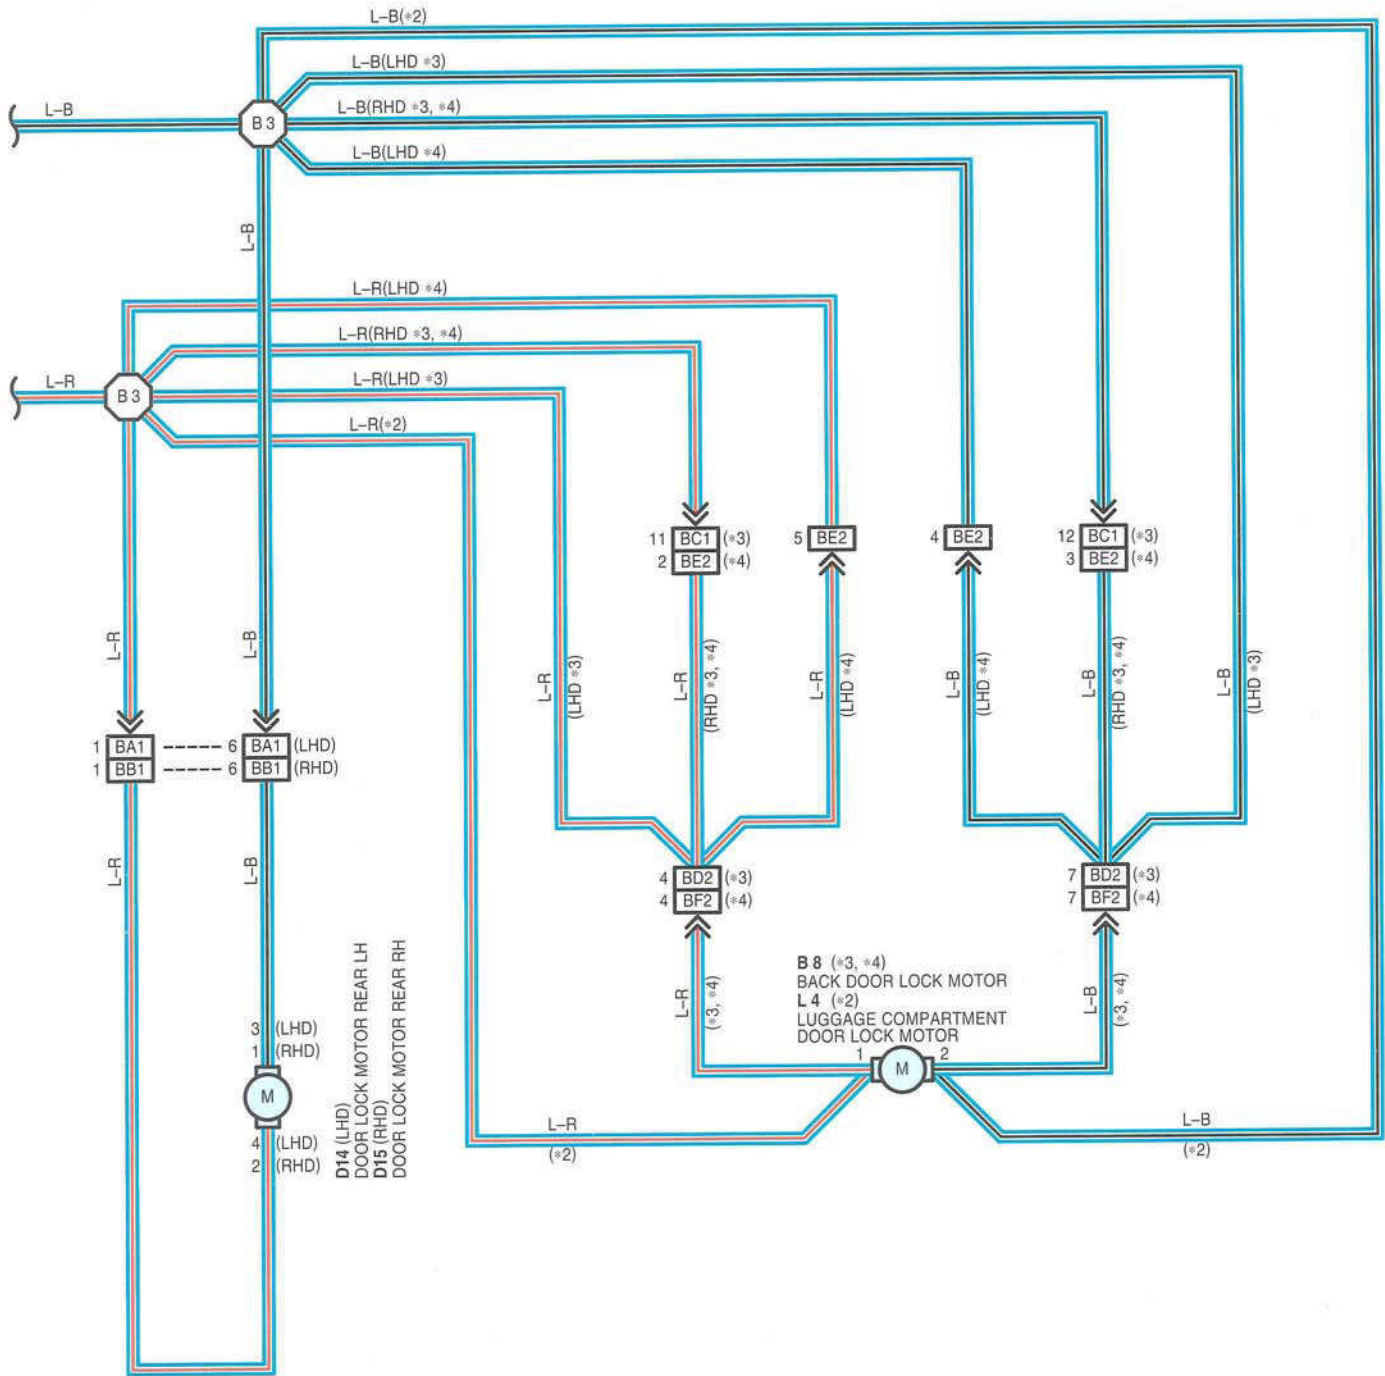 L–B(*2)
L–B(LHD *3)
L–B
L–B(RHD *3, *4)
B 3
L–B(LHD *4)
L–B
L–R(LHD *4)
L–R(RHD *3, *4)
L–R
L–R(LHD *3)
B 3
L–R(*2)
11 BC1 (*3)
2 BE2 (*4)
5 BE2
4 BE2
12 BC1 (*3)
3 BE2 (*4)
L–R
L–B
L–R
(LHD *3)
L–R
(RHD *3, *4)
L–R
(LHD *4)
L–B
(LHD *4)
L–B
(RHD *3, *4)
L–B
(LHD *3)
1 BA1 ------ 6 BA1 (LHD)
1 BB1 ------ 6 BB1 (RHD)
L–R
L–B
4 BD2 (*3)
4 BF2 (*4)
7 BD2 (*3)
7 BF2 (*4)
L–R
(*3, *4)
B 8 (*3, *4)
BACK DOOR LOCK MOTOR
L 4 (*2)
LUGGAGE COMPARTMENT
DOOR LOCK MOTOR
L–B
(*3, *4)
1 M 2
3 (LHD)
1 (RHD)
M
4 (LHD)
2 (RHD)
D14 (LHD)
DOOR LOCK MOTOR REAR LH
D15 (RHD)
DOOR LOCK MOTOR REAR RH
L–R
(*2)
L–B
(*2)